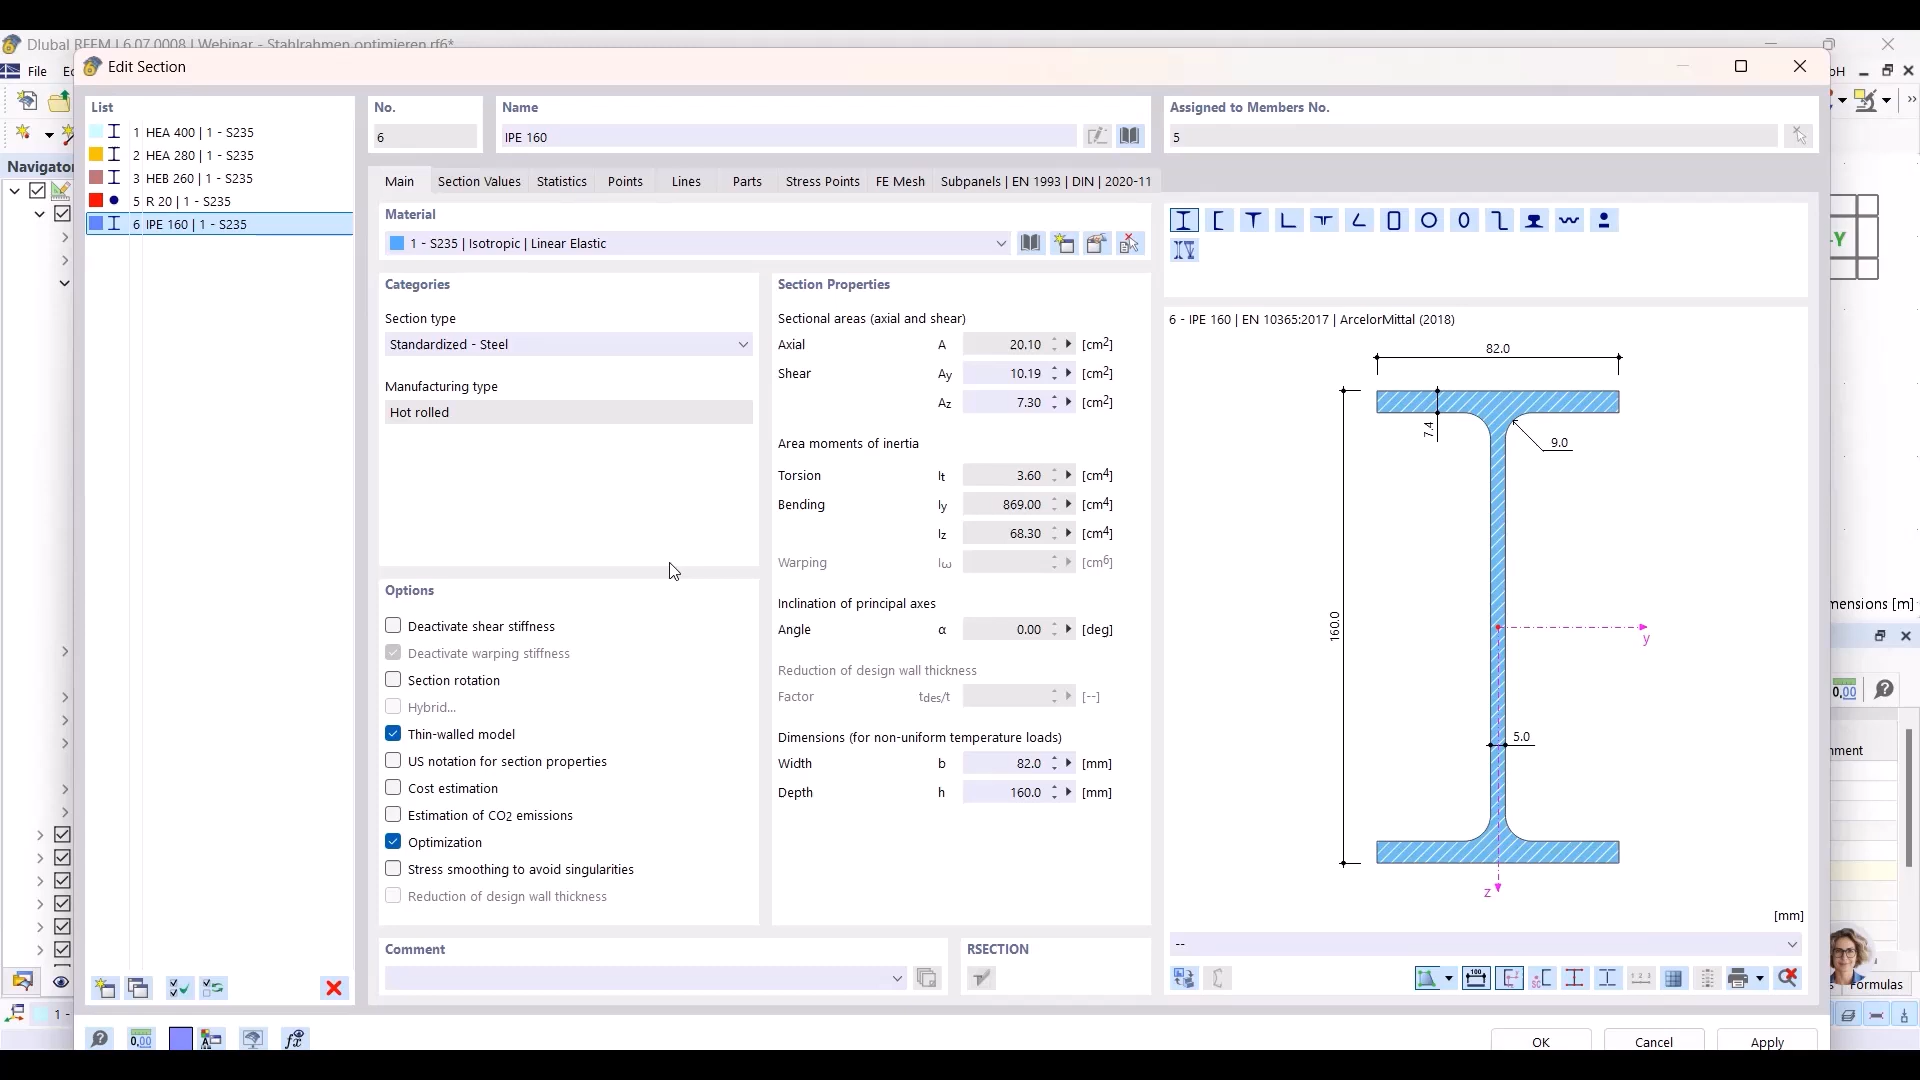 Dlubal RFEM | 6.07.0008 | Webinar - Stahlrahmen optimieren.rf6*
File
Edit Section
Navigator
List
1 HEA 400 | 1 - S235
2 HEA 280 | 1 - S235
3 HEB 260 | 1 - S235
5 R 20 | 1 - S235
6 IPE 160 | 1 - S235
No.
6
Name
IPE 160
Assigned to Members No.
5
Main
Section Values
Statistics
Points
Lines
Parts
Stress Points
FE Mesh
Subpanels | EN 1993 | DIN | 2020-11
Material
1 - S235 | Isotropic | Linear Elastic
Categories
Section type
Standardized - Steel
Manufacturing type
Hot rolled
Options
Deactivate shear stiffness
Deactivate warping stiffness
Section rotation
Hybrid...
Thin-walled model
US notation for section properties
Cost estimation
Estimation of CO2 emissions
Optimization
Stress smoothing to avoid singularities
Reduction of design wall thickness
Section Properties
Sectional areas (axial and shear)
Axial A 20.10 [cm2]
Shear Ay 10.19 [cm2]
Az 7.30 [cm2]
Area moments of inertia
Torsion It 3.60 [cm4]
Bending Iy 869.00 [cm4]
Iz 68.30 [cm4]
Warping Iω [cm6]
Inclination of principal axes
Angle α 0.00 [deg]
Reduction of design wall thickness
Factor tdes/t [--]
Dimensions (for non-uniform temperature loads)
Width b 82.0 [mm]
Depth h 160.0 [mm]
Comment
RSECTION
6 - IPE 160 | EN 10365:2017 | ArcelorMittal (2018)
82.0
7.4
9.0
160.0
y
5.0
z
[mm]
--
OK
Cancel
Apply
bH
Y
mensions [m]
0,00
mment
Formulas
1 -
0,00
100